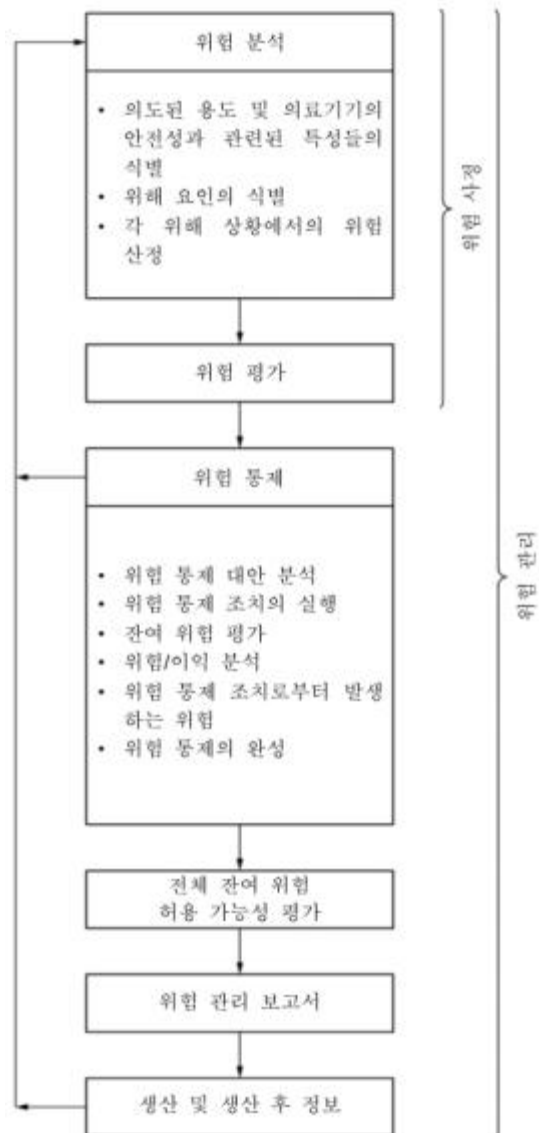 위험 분석
• 의도된 용도 및 의료기기의
안전성과 관련된 특성들의
식별
• 위해 요인의 식별
• 각 위해 상황에서의 위험
산정
위험 사정
위험 평가
위험 통제
• 위험 통제 대안 분석
• 위험 통제 조치의 실행
• 잔여 위험 평가
• 위험/이익 분석
• 위험 통제 조치로부터 발생
하는 위험
• 위험 통제의 완성
위험 관리
전체 잔여 위험
허용 가능성 평가
위험 관리 보고서
생산 및 생산 후 정보